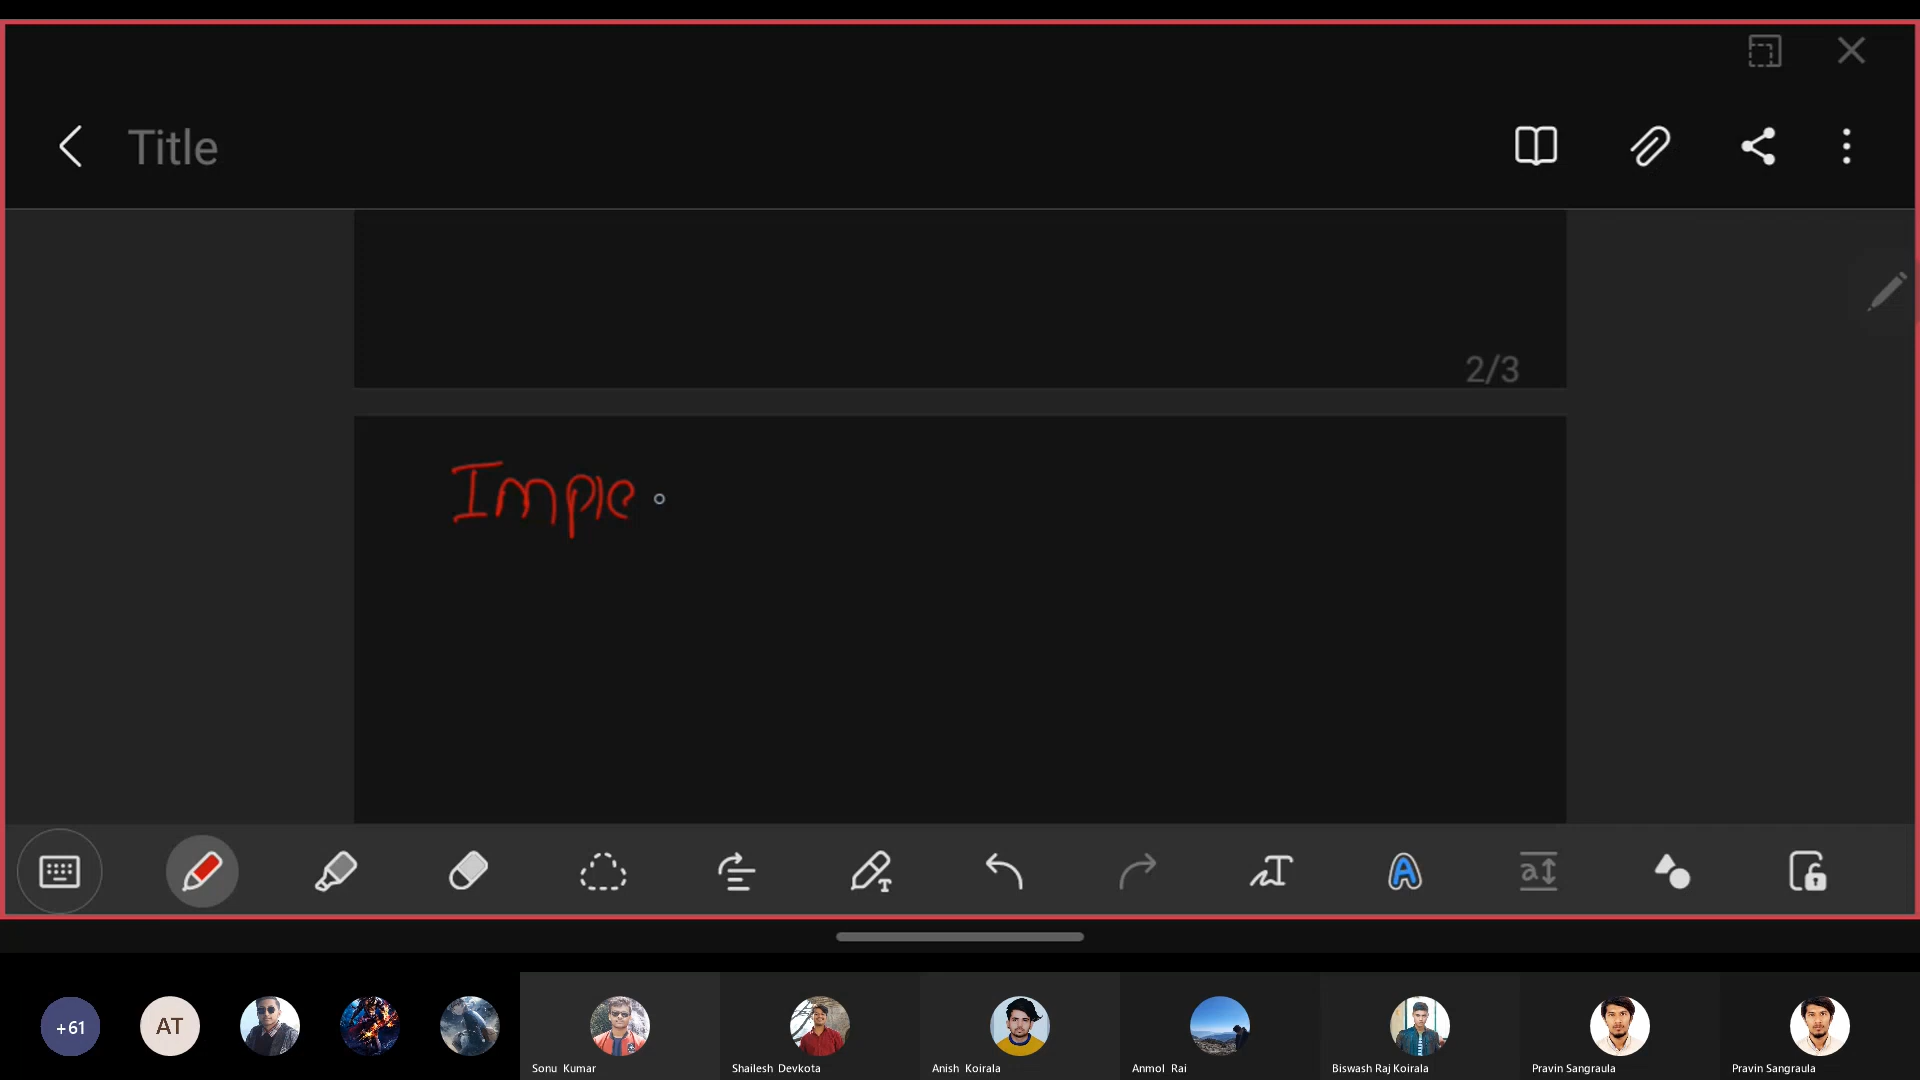 Title
2/3
Imple
+61
AT
Sonu Kumar
Shailesh Devkota
Anish Koirala
Anmol Rai
Biswash Raj Koirala
Pravin Sangraula
Pravin Sangraula